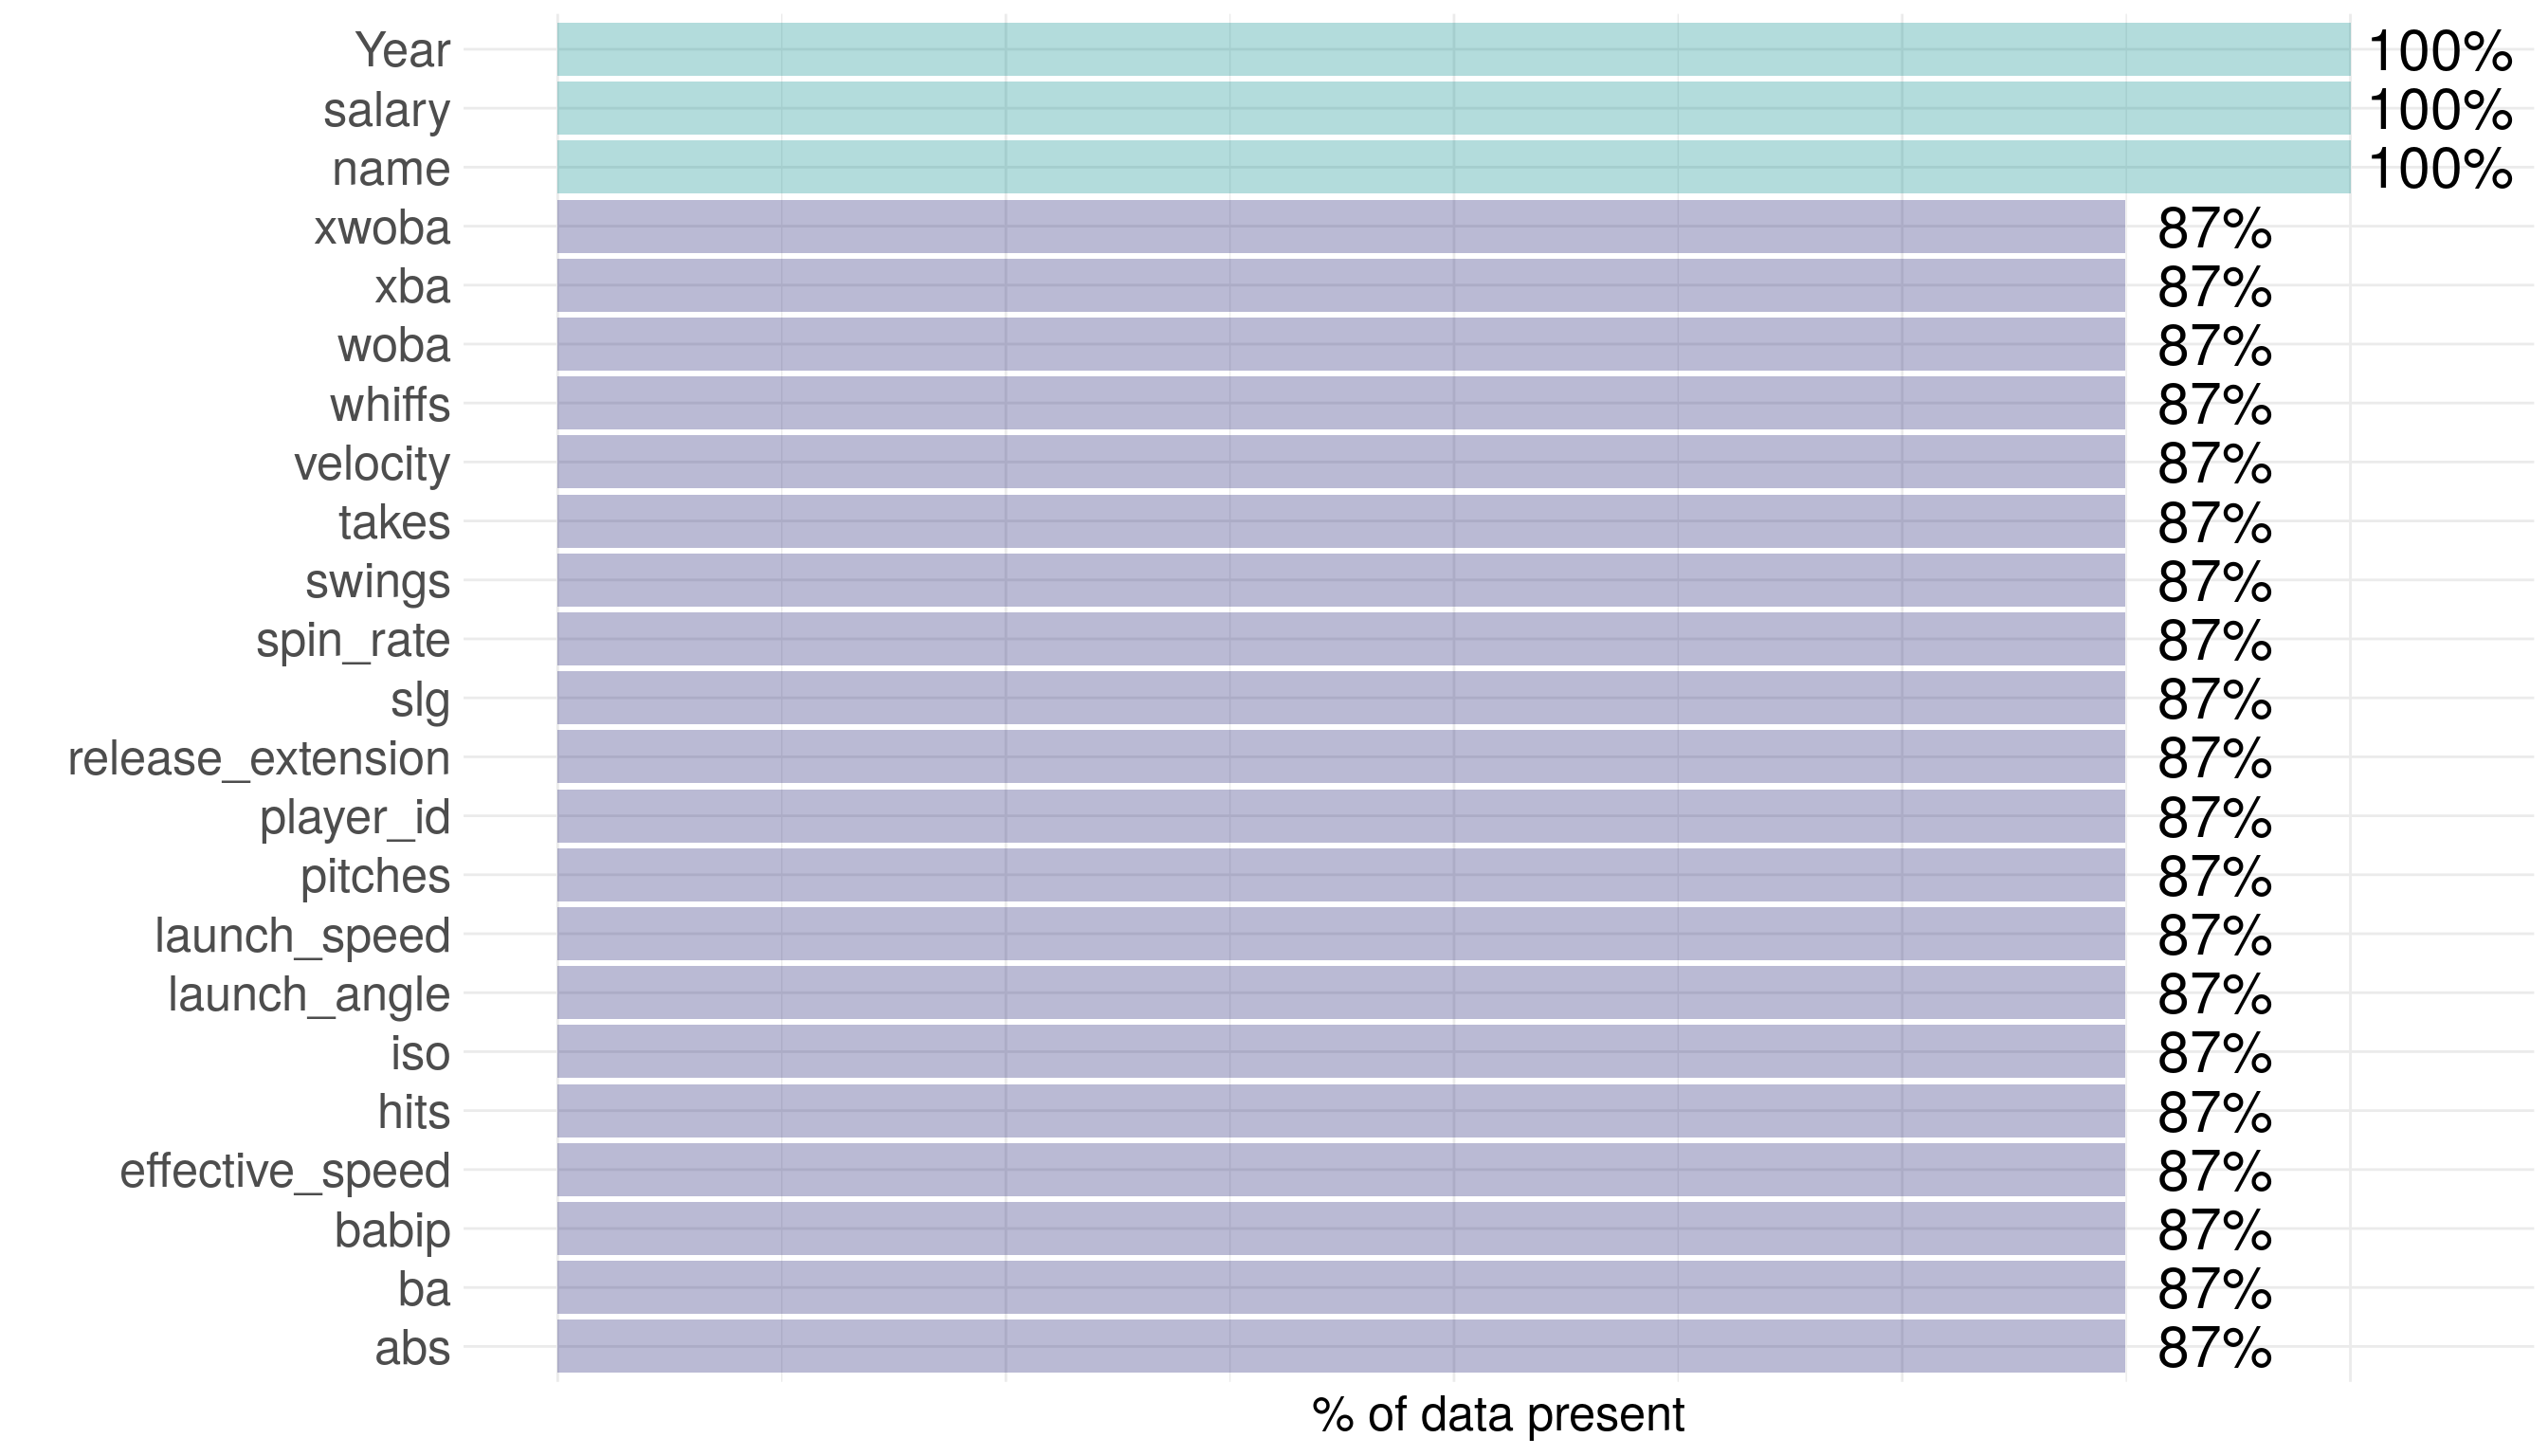 Year 100%
salary 100%
name 100%
xwoba 87%
xba 87%
woba 87%
whiffs 87%
velocity 87%
takes 87%
swings 87%
spin_rate 87%
slg 87%
release_extension 87%
player_id 87%
pitches 87%
launch_speed 87%
launch_angle 87%
iso 87%
hits 87%
effective_speed 87%
babip 87%
ba 87%
abs 87%
% of data present